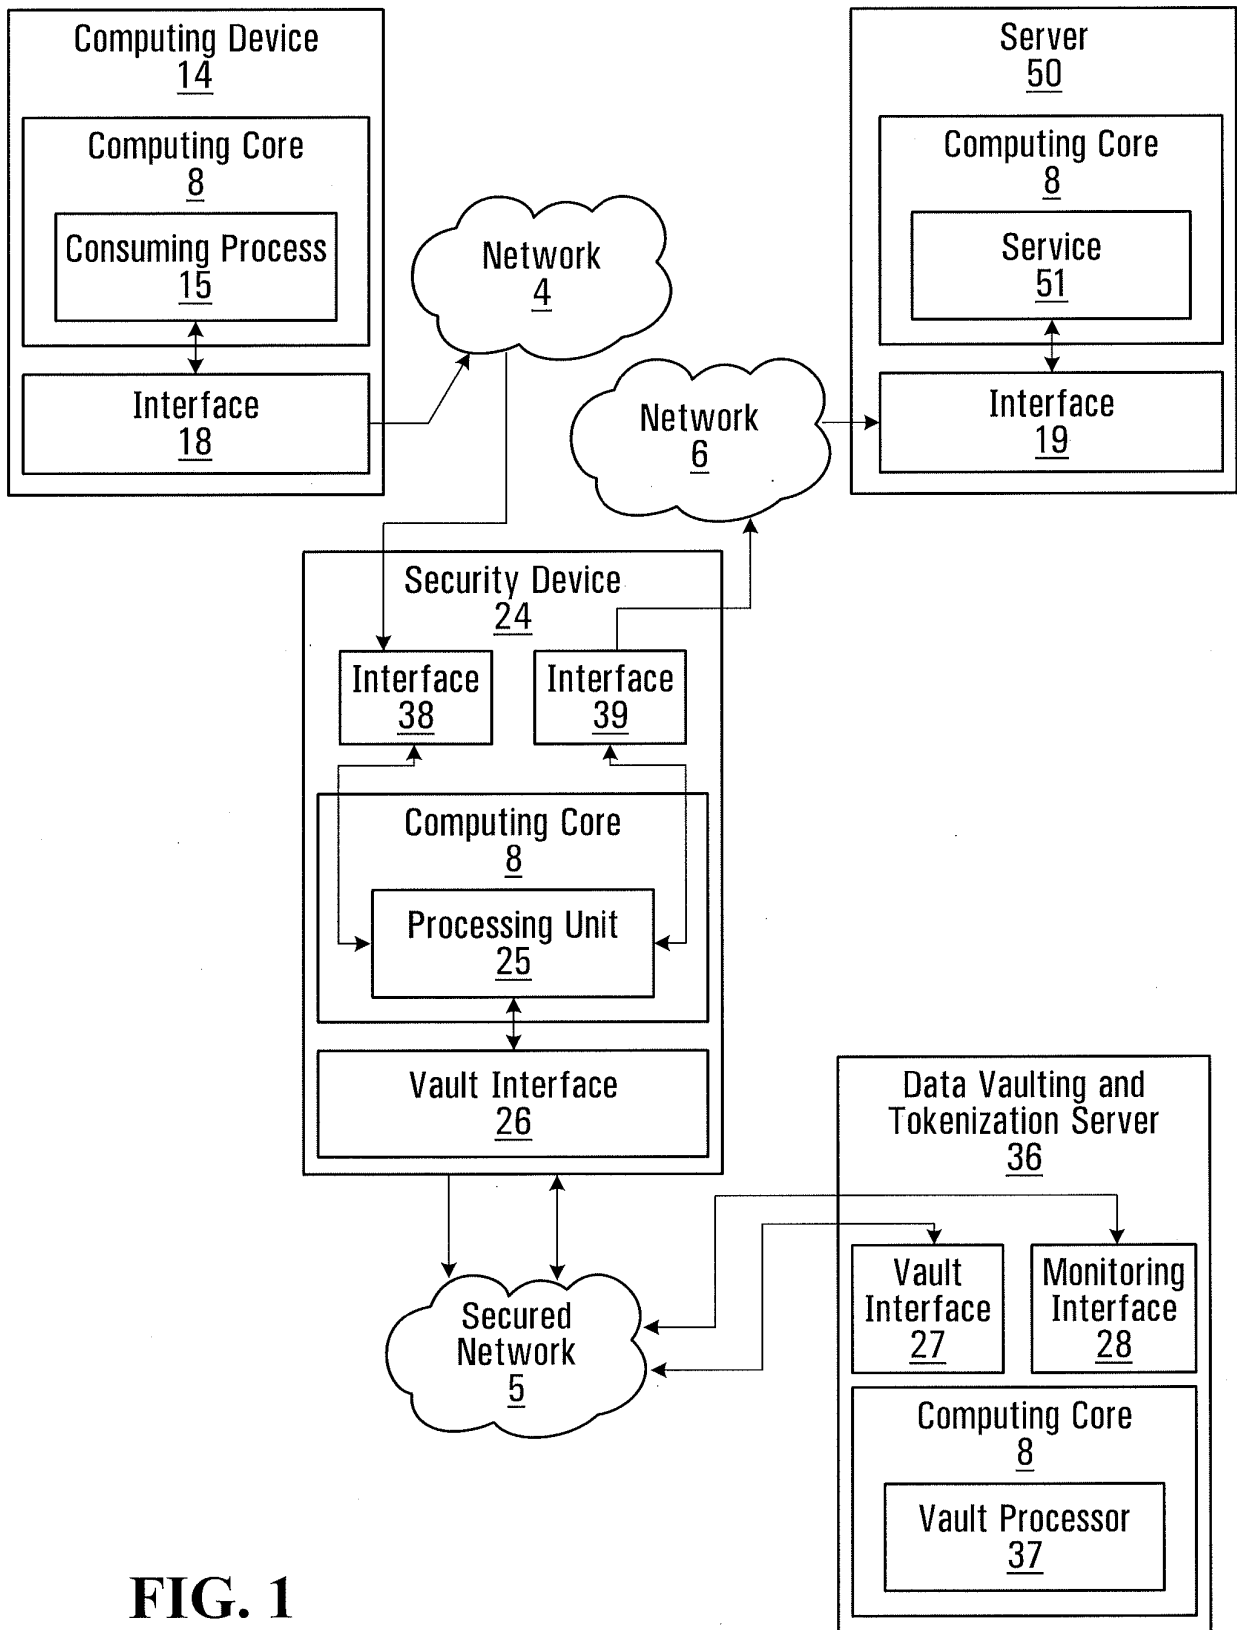 Computing Device
14
Computing Core
8
Consuming Process
15
Interface
18
Network
4
Network
6
Server
50
Computing Core
8
Service
51
Interface
19
Security Device
24
Interface
38
Interface
39
Computing Core
8
Processing Unit
25
Vault Interface
26
Secured
Network
5
Data Vaulting and
Tokenization Server
36
Vault
Interface
27
Monitoring
Interface
28
Computing Core
8
Vault Processor
37
FIG. 1